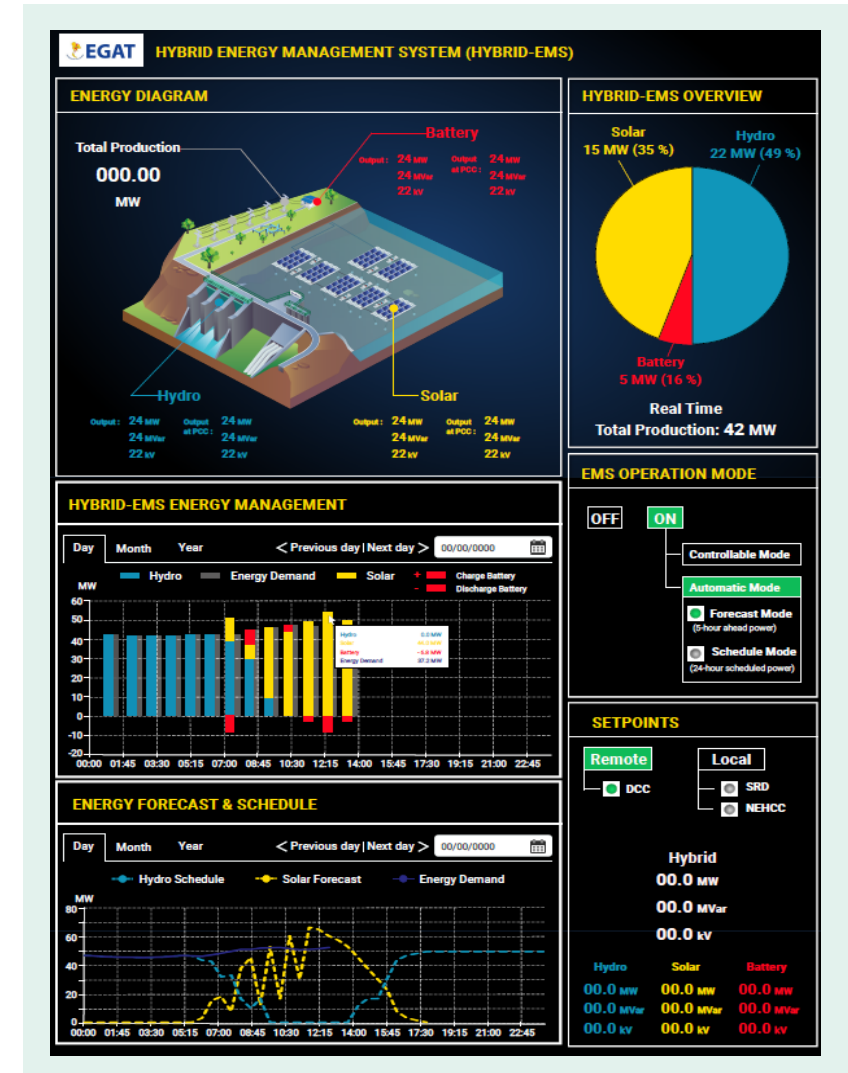 EGAT HYBRID ENERGY MANAGEMENT SYSTEM (HYBRID-EMS)
ENERGY DIAGRAM
Total Production
000.00
MW
Battery
Output : 24 MW Output at PCC : 24 MW
24 MVar 24 MVar
22 kV 22 kV
Hydro
Output : 24 MW Output at PCC : 24 MW
24 MVar 24 MVar
22 kV 22 kV
Solar
Output : 24 MW Output at PCC : 24 MW
24 MVar 24 MVar
22 kV 22 kV
HYBRID-EMS OVERVIEW
Solar
15 MW (35 %)
Hydro
22 MW (49 %)
Battery
5 MW (16 %)
Real Time
Total Production: 42 MW
HYBRID-EMS ENERGY MANAGEMENT
Day Month Year < Previous day | Next day > 00/00/0000
Hydro Energy Demand Solar + Charge Battery
- Discharge Battery
MW
60
50
40
30
20
10
0
-10
-20
Hydro 0.0 MW
Solar
Battery -5.8 MW
Energy Demand 37.2 MW
00:00 01:45 03:30 05:15 07:00 08:45 10:30 12:15 14:00 15:45 17:30 19:15 21:00 22:45
ENERGY FORECAST & SCHEDULE
Day Month Year < Previous day | Next day > 00/00/0000
Hydro Schedule Solar Forecast Energy Demand
MW
80
60
40
20
0
00:00 01:45 03:30 05:15 07:00 08:45 10:30 12:15 14:00 15:45 17:30 19:15 21:00 22:45
EMS OPERATION MODE
OFF ON
Controllable Mode
Automatic Mode
Forecast Mode
(5-hour ahead power)
Schedule Mode
(24-hour scheduled power)
SETPOINTS
Remote Local
DCC SRD
NEHCC
Hybrid
00.0 MW
00.0 MVar
00.0 kV
Hydro Solar Battery
00.0 MW 00.0 MW 00.0 MW
00.0 MVar 00.0 MVar 00.0 MVar
00.0 kV 00.0 kV 00.0 kV